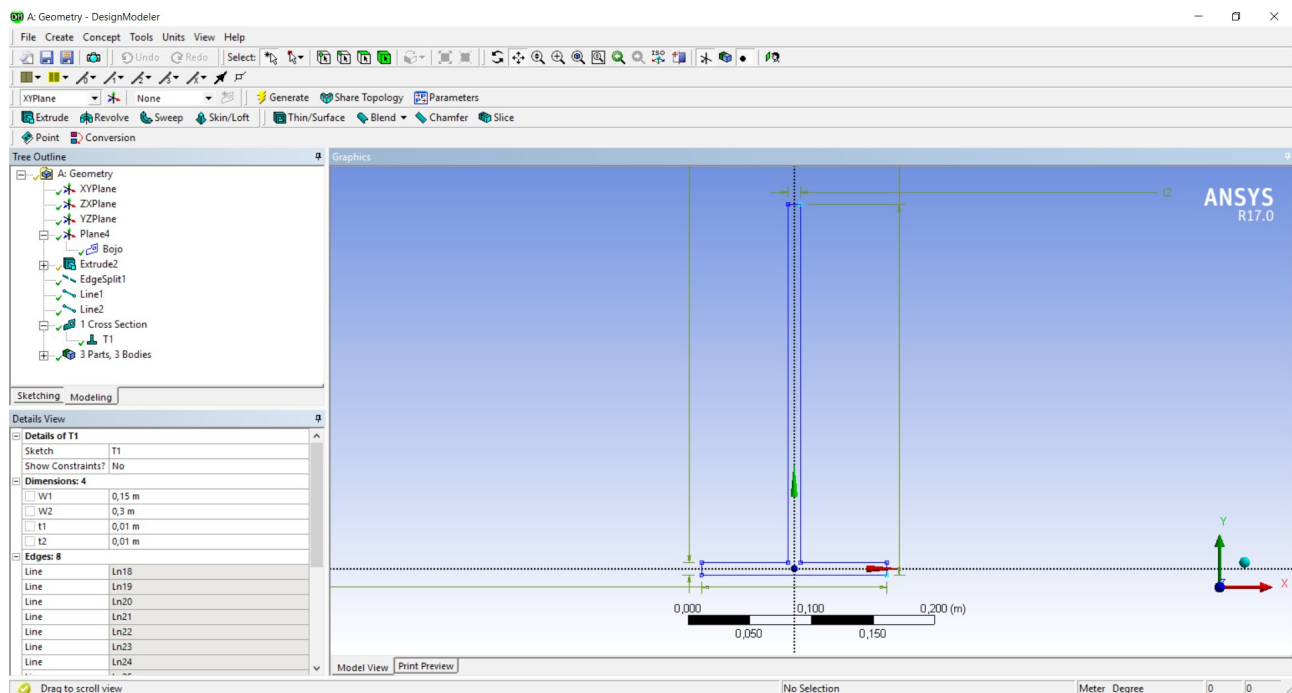 A: Geometry - DesignModeler
File Create Concept Tools Units View Help
Undo Redo Select: ISO
XYPlane None Generate Share Topology Parameters
Extrude Revolve Sweep Skin/Loft Thin/Surface Blend Chamfer Slice
Point Conversion
Tree Outline
A: Geometry
XYPlane
ZXPlane
YZPlane
Plane4
Bojo
Extrude2
EdgeSplit1
Line1
Line2
1 Cross Section
T1
3 Parts, 3 Bodies
Sketching Modeling
Details View
Details of T1
Sketch T1
Show Constraints? No
Dimensions: 4
W1 0,15 m
W2 0,3 m
t1 0,01 m
t2 0,01 m
Edges: 8
Line Ln18
Line Ln19
Line Ln20
Line Ln21
Line Ln22
Line Ln23
Line Ln24
Graphics
t2
ANSYS
R17.0
Y
X
0,000 0,100 0,200 (m)
0,050 0,150
Model View Print Preview
Drag to scroll view No Selection Meter Degree 0 0